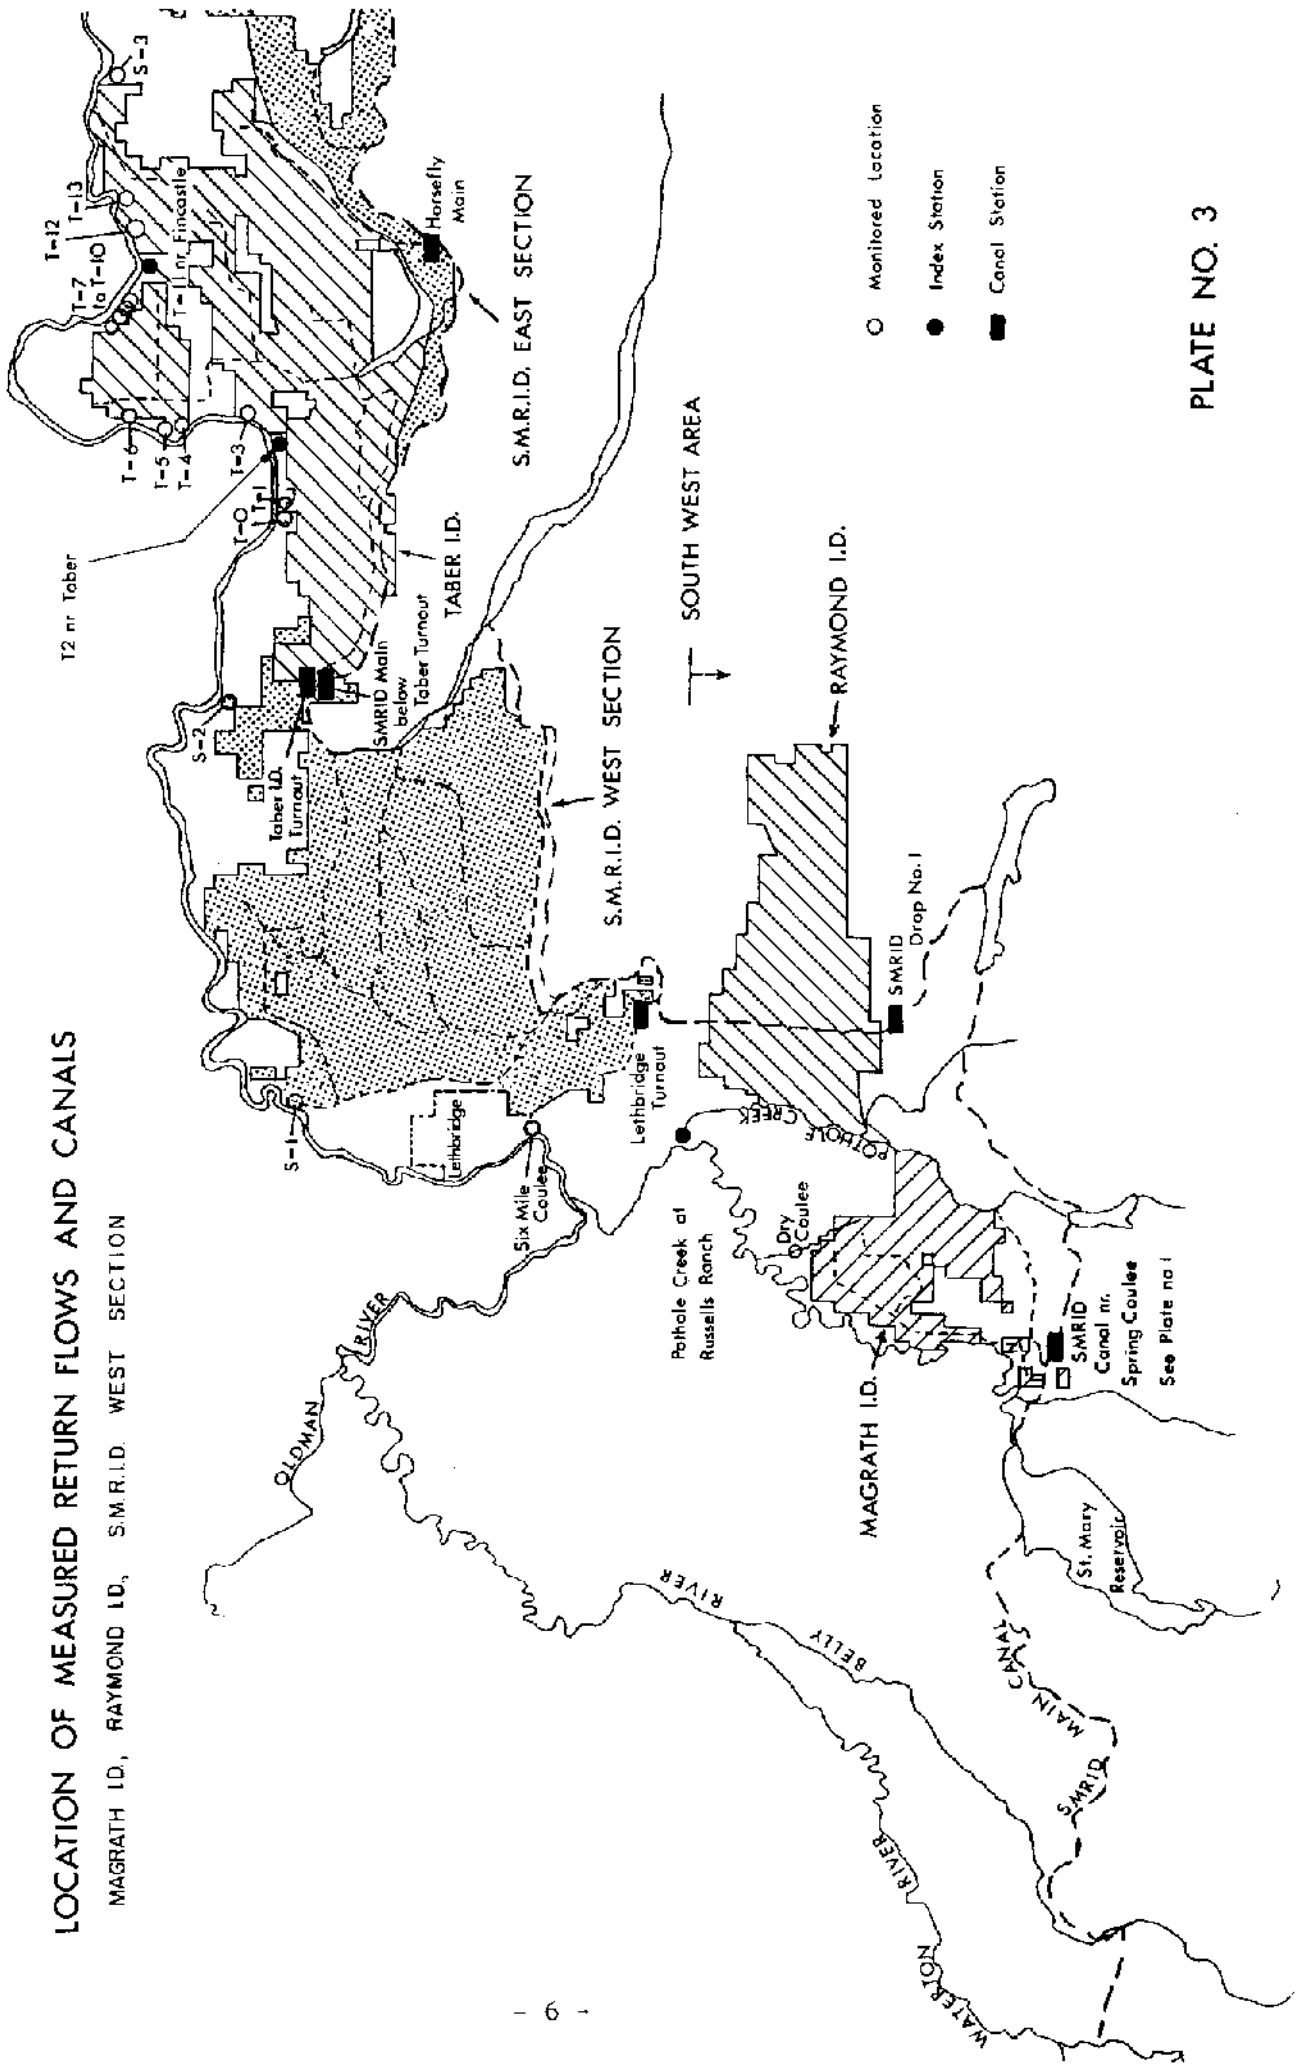 LOCATION OF MEASURED RETURN FLOWS AND CANALS
MAGRATH I.D., RAYMOND I.D., S.M.R.I.D. WEST SECTION
S-3
T-13
T-12
T-7
to T-10
T-11 nr Fincastle
T-6
T-5
T-4
T-3
T-1
T-0
T2 nr Taber
Horsefly
Main
S.M.R.I.D. EAST SECTION
TABER I.D.
SMRID Main
below
Taber Turnout
Taber I.D.
Turnout
S-2
S.M.R.I.D. WEST SECTION
SOUTH WEST AREA
RAYMOND I.D.
S-1
Lethbridge
Six Mile
Coulee
Lethbridge
Turnout
SMRID
Drop No. 1
POTHOLE CREEK
Pothole Creek at
Russells Ranch
Dry
Coulee
MAGRATH I.D.
SMRID
Canal nr.
Spring Coulee
See Plate no 1
OLDMAN RIVER
BELLY RIVER
WATERTON RIVER
St. Mary
Reservoir
SMRID MAIN CANAL
O Monitored Location
● Index Station
■ Canal Station
PLATE NO. 3
- 6 -